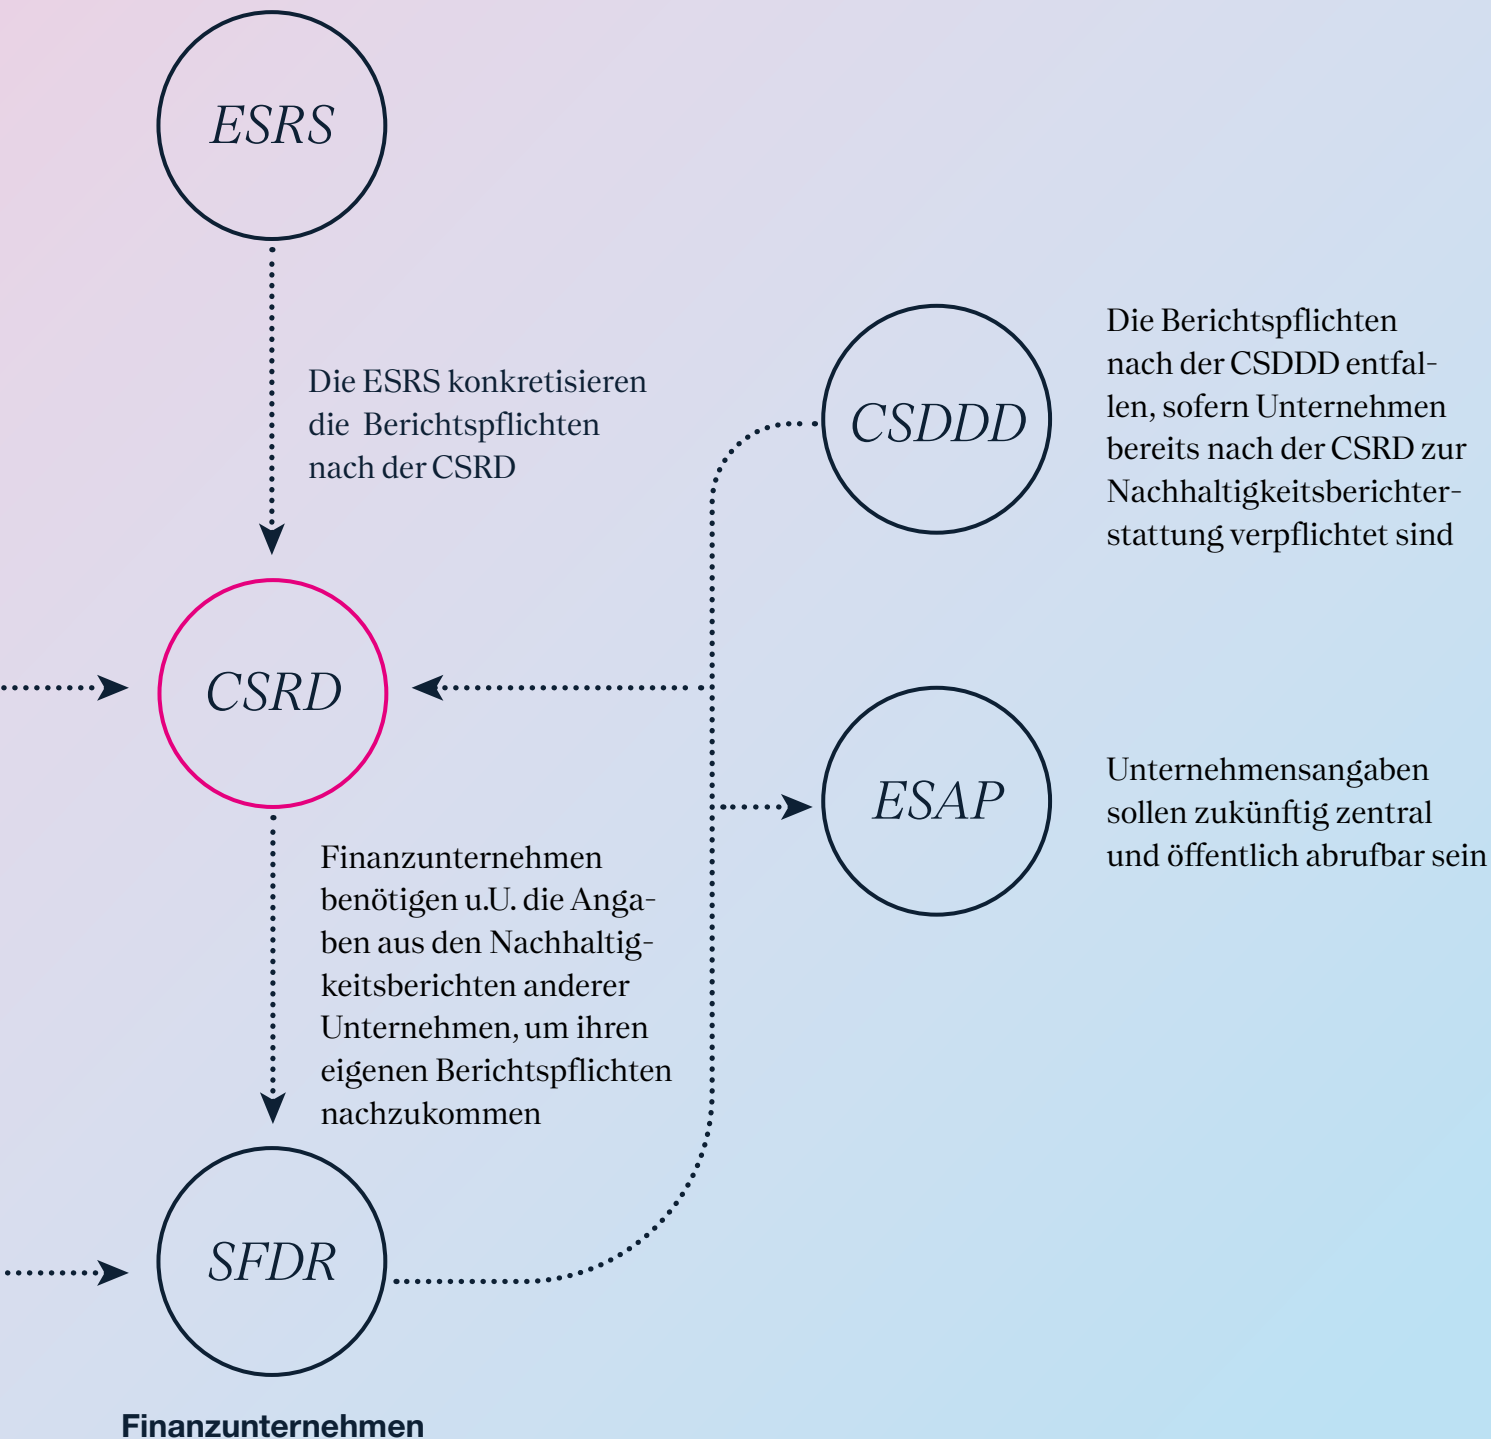 ESRS
Die ESRS konkretisieren
die Berichtspflichten
nach der CSRD
CSRD
Finanzunternehmen
benötigen u.U. die Anga-
ben aus den Nachhaltig-
keitsberichten anderer
Unternehmen, um ihren
eigenen Berichtspflichten
nachzukommen
SFDR
Finanzunternehmen
CSDDD
Die Berichtspflichten
nach der CSDDD entfal-
len, sofern Unternehmen
bereits nach der CSRD zur
Nachhaltigkeitsberichter-
stattung verpflichtet sind
ESAP
Unternehmensangaben
sollen zukünftig zentral
und öffentlich abrufbar sein